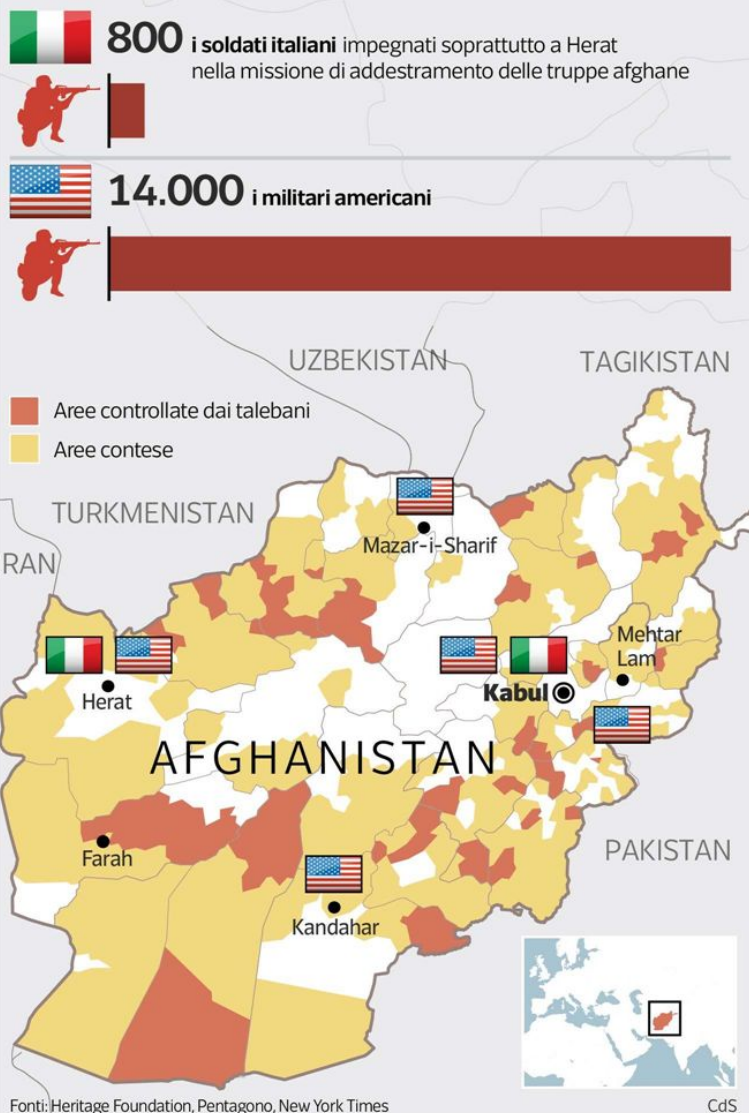 800 i soldati italiani impegnati soprattutto a Herat
nella missione di addestramento delle truppe afghane
14.000 i militari americani
UZBEKISTAN
TAGIKISTAN
Aree controllate dai talebani
Aree contese
TURKMENISTAN
Mazar-i-Sharif
RAN
Mehtar
Lam
Herat
Kabul
AFGHANISTAN
Farah
PAKISTAN
Kandahar
Fonti: Heritage Foundation, Pentagono, New York Times
CdS